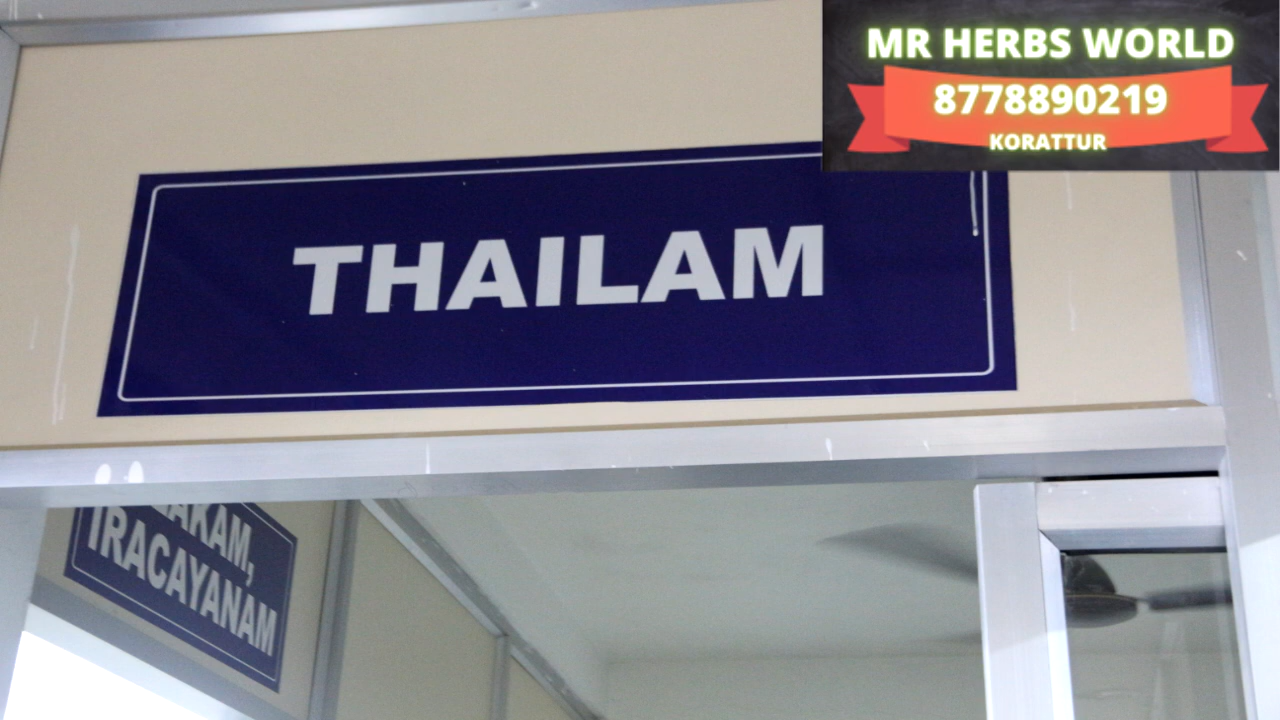 MR HERBS WORLD
8778890219
KORATTUR
THAILAM
IRACAYANAM